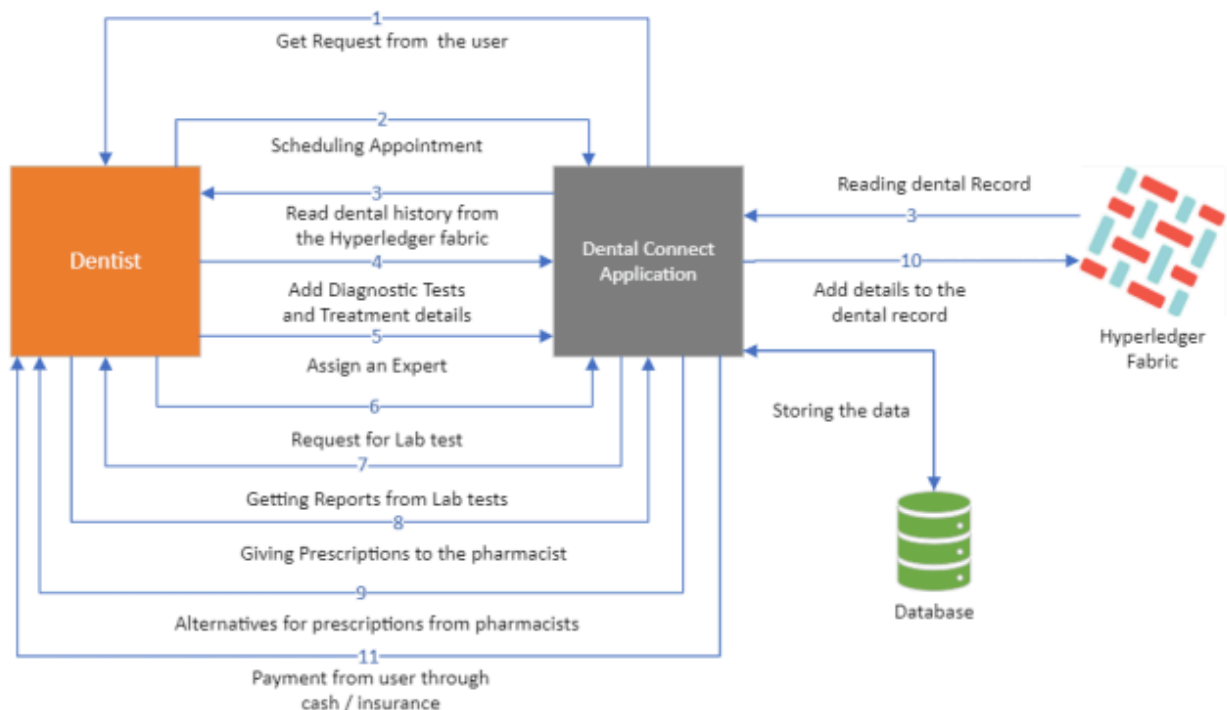 1
Get Request from the user
2
Scheduling Appointment
Dentist
3
Read dental history from
the Hyperledger fabric
4
Add Diagnostic Tests
and Treatment details
5
Assign an Expert
6
Request for Lab test
7
Getting Reports from Lab tests
8
Giving Prescriptions to the pharmacist
9
Alternatives for prescriptions from pharmacists
11
Payment from user through
cash / insurance
Dental Connect
Application
Reading dental Record
3
10
Add details to the
dental record
Hyperledger
Fabric
Storing the data
Database